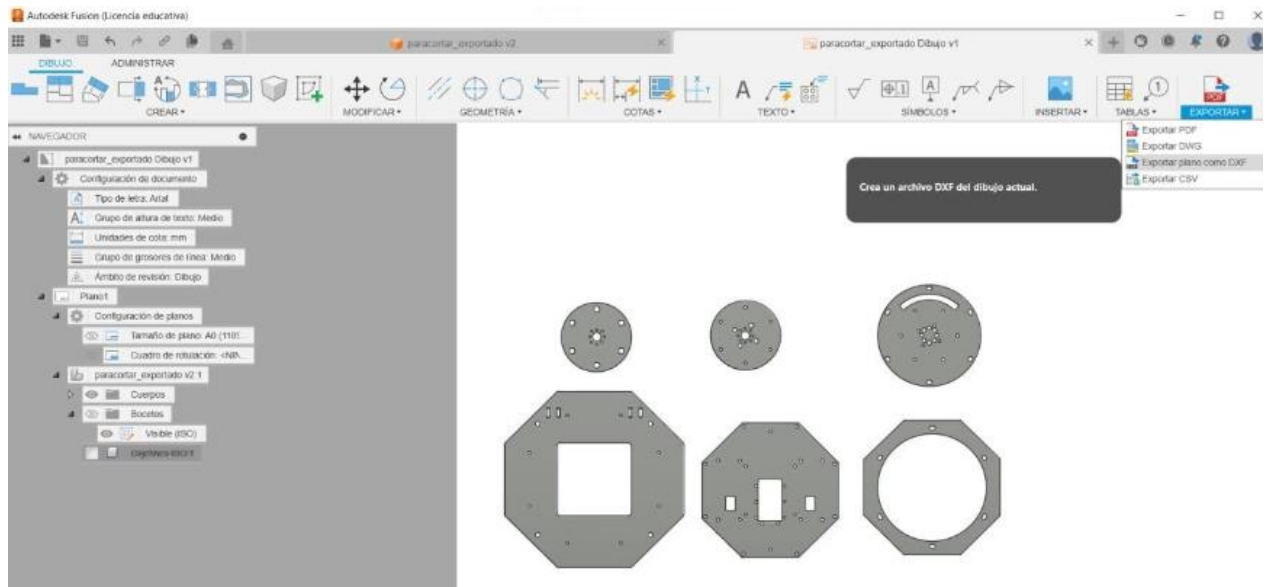 Autodesk Fusion (Licencia educativa)
paracortar_exportado v2
paracortar_exportado Dibujo v1
DIBUJO
ADMINISTRAR
CREAR
MODIFICAR
GEOMETRÍA
COTAS
TEXTO
SÍMBOLOS
INSERTAR
TABLAS
EXPORTAR
PDF
Exportar PDF
Exportar DWG
Exportar plano como DXF
Exportar CSV
Crea un archivo DXF del dibujo actual.
NAVEGADOR
paracortar_exportado Dibujo v1
Configuración de documento
Tipo de letra: Arial
Grupo de altura de texto: Medio
Unidades de cota: mm
Grupo de grosores de línea: Medio
Ámbito de revisión: Dibujo
Plano1
Configuración de planos
Tamaño de plano: A0
Cuadro de rotulación:
paracortar_exportado v2:1
Cuerpos
Bocetos
Visible (ISO)